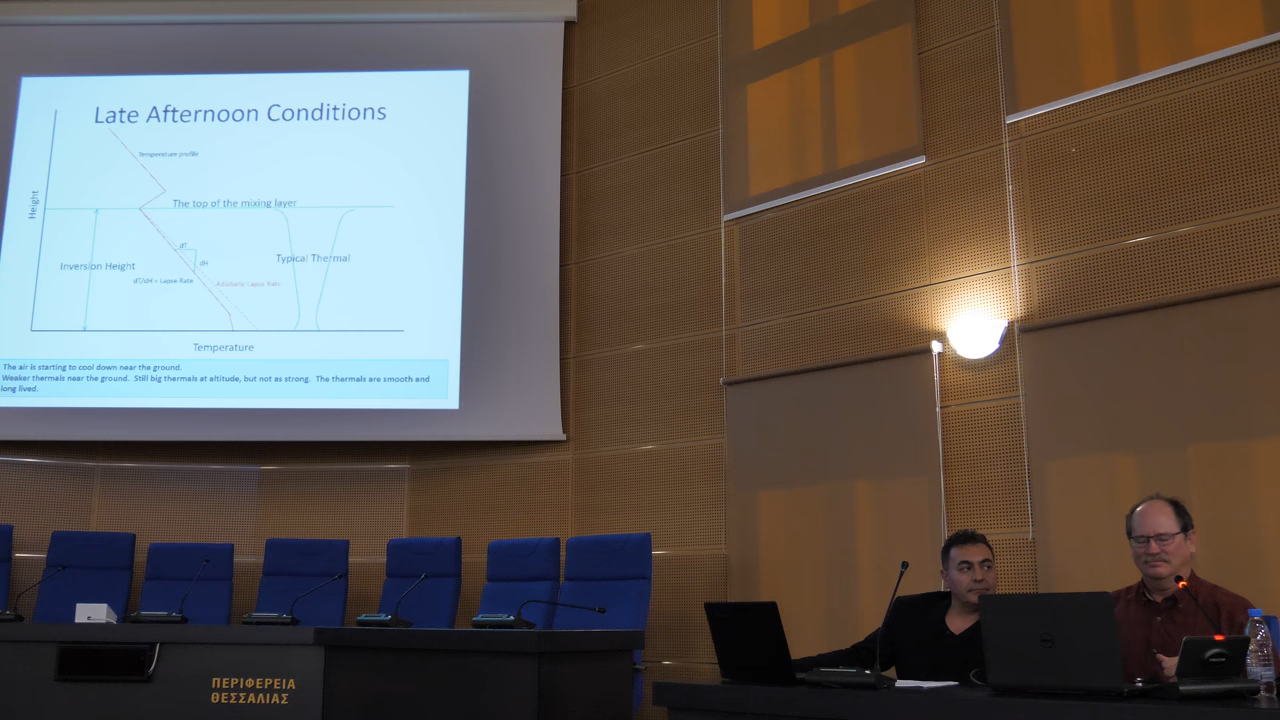 Late Afternoon Conditions
Temperature profile
Height
The top of the mixing layer
dT
dH
Typical Thermal
Inversion Height
dT/dH = Lapse Rate
Adiabatic Lapse Rate
Temperature
The air is starting to cool down near the ground.
Weaker thermals near the ground. Still big thermals at altitude, but not as strong. The thermals are smooth and
long lived.
ΠΕΡΙΦΕΡΕΙΑ
ΘΕΣΣΑΛΙΑΣ
DELL